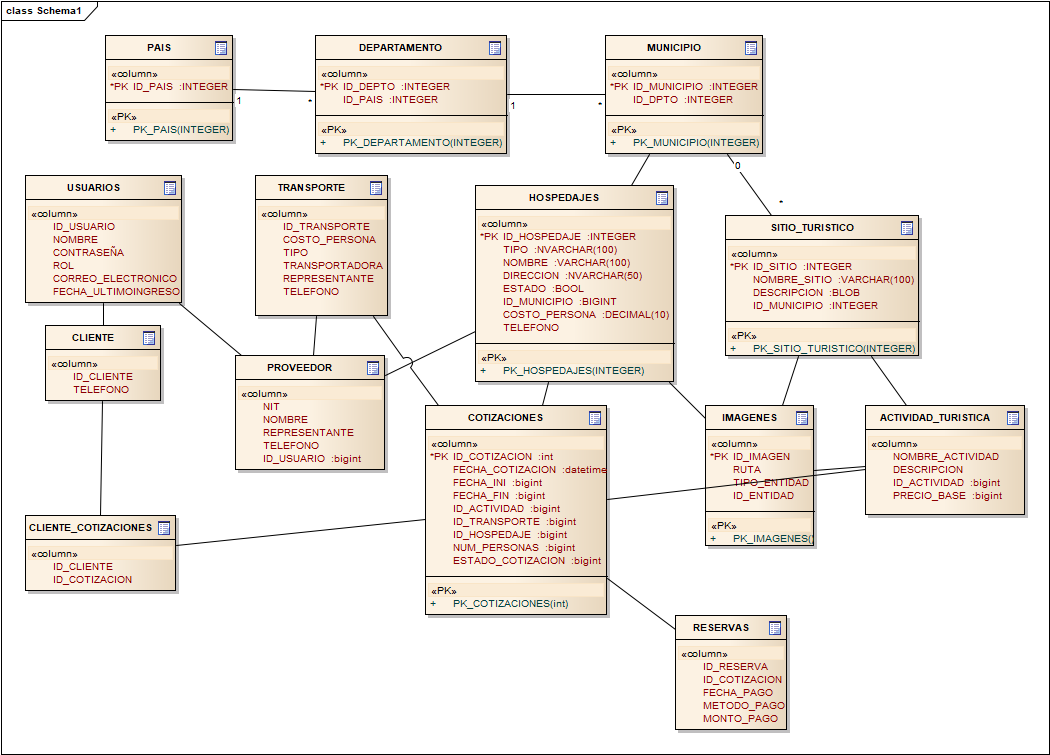 class Schema1
PAIS
«column»
*PK ID_PAIS :INTEGER
«PK»
+ PK_PAIS(INTEGER)
1
*
DEPARTAMENTO
«column»
*PK ID_DEPTO :INTEGER
ID_PAIS :INTEGER
«PK»
+ PK_DEPARTAMENTO(INTEGER)
1
*
MUNICIPIO
«column»
*PK ID_MUNICIPIO :INTEGER
ID_DPTO :INTEGER
«PK»
+ PK_MUNICIPIO(INTEGER)
0
*
USUARIOS
«column»
ID_USUARIO
NOMBRE
CONTRASEÑA
ROL
CORREO_ELECTRONICO
FECHA_ULTIMOINGRESO
TRANSPORTE
«column»
ID_TRANSPORTE
COSTO_PERSONA
TIPO
TRANSPORTADORA
REPRESENTANTE
TELEFONO
HOSPEDAJES
«column»
*PK ID_HOSPEDAJE :INTEGER
TIPO :NVARCHAR(100)
NOMBRE :VARCHAR(100)
DIRECCION :NVARCHAR(50)
ESTADO :BOOL
ID_MUNICIPIO :BIGINT
COSTO_PERSONA :DECIMAL(10)
TELEFONO
«PK»
+ PK_HOSPEDAJES(INTEGER)
SITIO_TURISTICO
«column»
*PK ID_SITIO :INTEGER
NOMBRE_SITIO :VARCHAR(100)
DESCRIPCION :BLOB
ID_MUNICIPIO :INTEGER
«PK»
+ PK_SITIO_TURISTICO(INTEGER)
CLIENTE
«column»
ID_CLIENTE
TELEFONO
PROVEEDOR
«column»
NIT
NOMBRE
REPRESENTANTE
TELEFONO
ID_USUARIO :bigint
COTIZACIONES
«column»
*PK ID_COTIZACION :int
FECHA_COTIZACION :datetime
FECHA_INI :bigint
FECHA_FIN :bigint
ID_ACTIVIDAD :bigint
ID_TRANSPORTE :bigint
ID_HOSPEDAJE :bigint
NUM_PERSONAS :bigint
ESTADO_COTIZACION :bigint
«PK»
+ PK_COTIZACIONES(int)
IMAGENES
«column»
*PK ID_IMAGEN
RUTA
TIPO_ENTIDAD
ID_ENTIDAD
«PK»
+ PK_IMAGENES()
ACTIVIDAD_TURISTICA
«column»
NOMBRE_ACTIVIDAD
DESCRIPCION
ID_ACTIVIDAD :bigint
PRECIO_BASE :bigint
CLIENTE_COTIZACIONES
«column»
ID_CLIENTE
ID_COTIZACION
RESERVAS
«column»
ID_RESERVA
ID_COTIZACION
FECHA_PAGO
METODO_PAGO
MONTO_PAGO